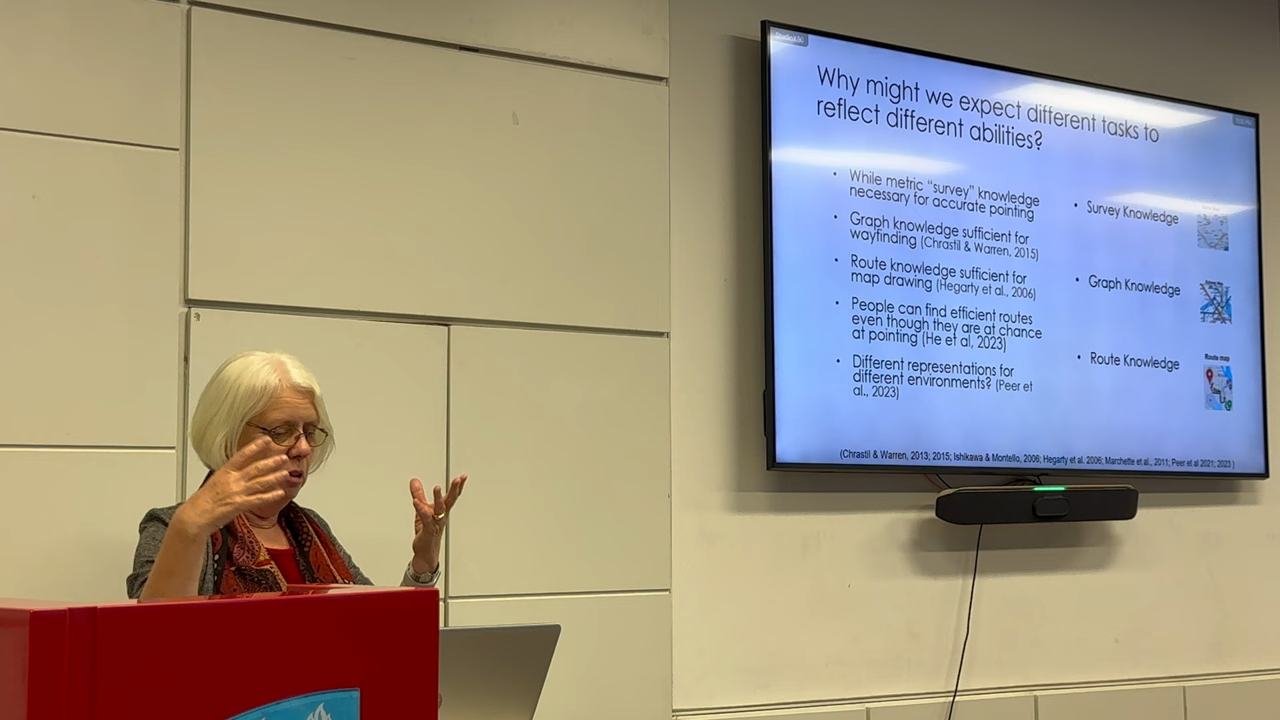 Why might we expect different tasks to
reflect different abilities?
• While metric “survey” knowledge
necessary for accurate pointing
• Graph knowledge sufficient for
wayfinding (Chrastil & Warren, 2015)
• Route knowledge sufficient for
map drawing (Hegarty et al., 2006)
• People can find efficient routes
even though they are at chance
at pointing (He et al, 2023)
• Different representations for
different environments? (Peer et
al., 2023)
• Survey Knowledge
• Graph Knowledge
• Route Knowledge
Route map
(Chrastil & Warren, 2013; 2015; Ishikawa & Montello, 2006; Hegarty et al. 2006; Marchette et al., 2011; Peer et al 2021; 2023 )